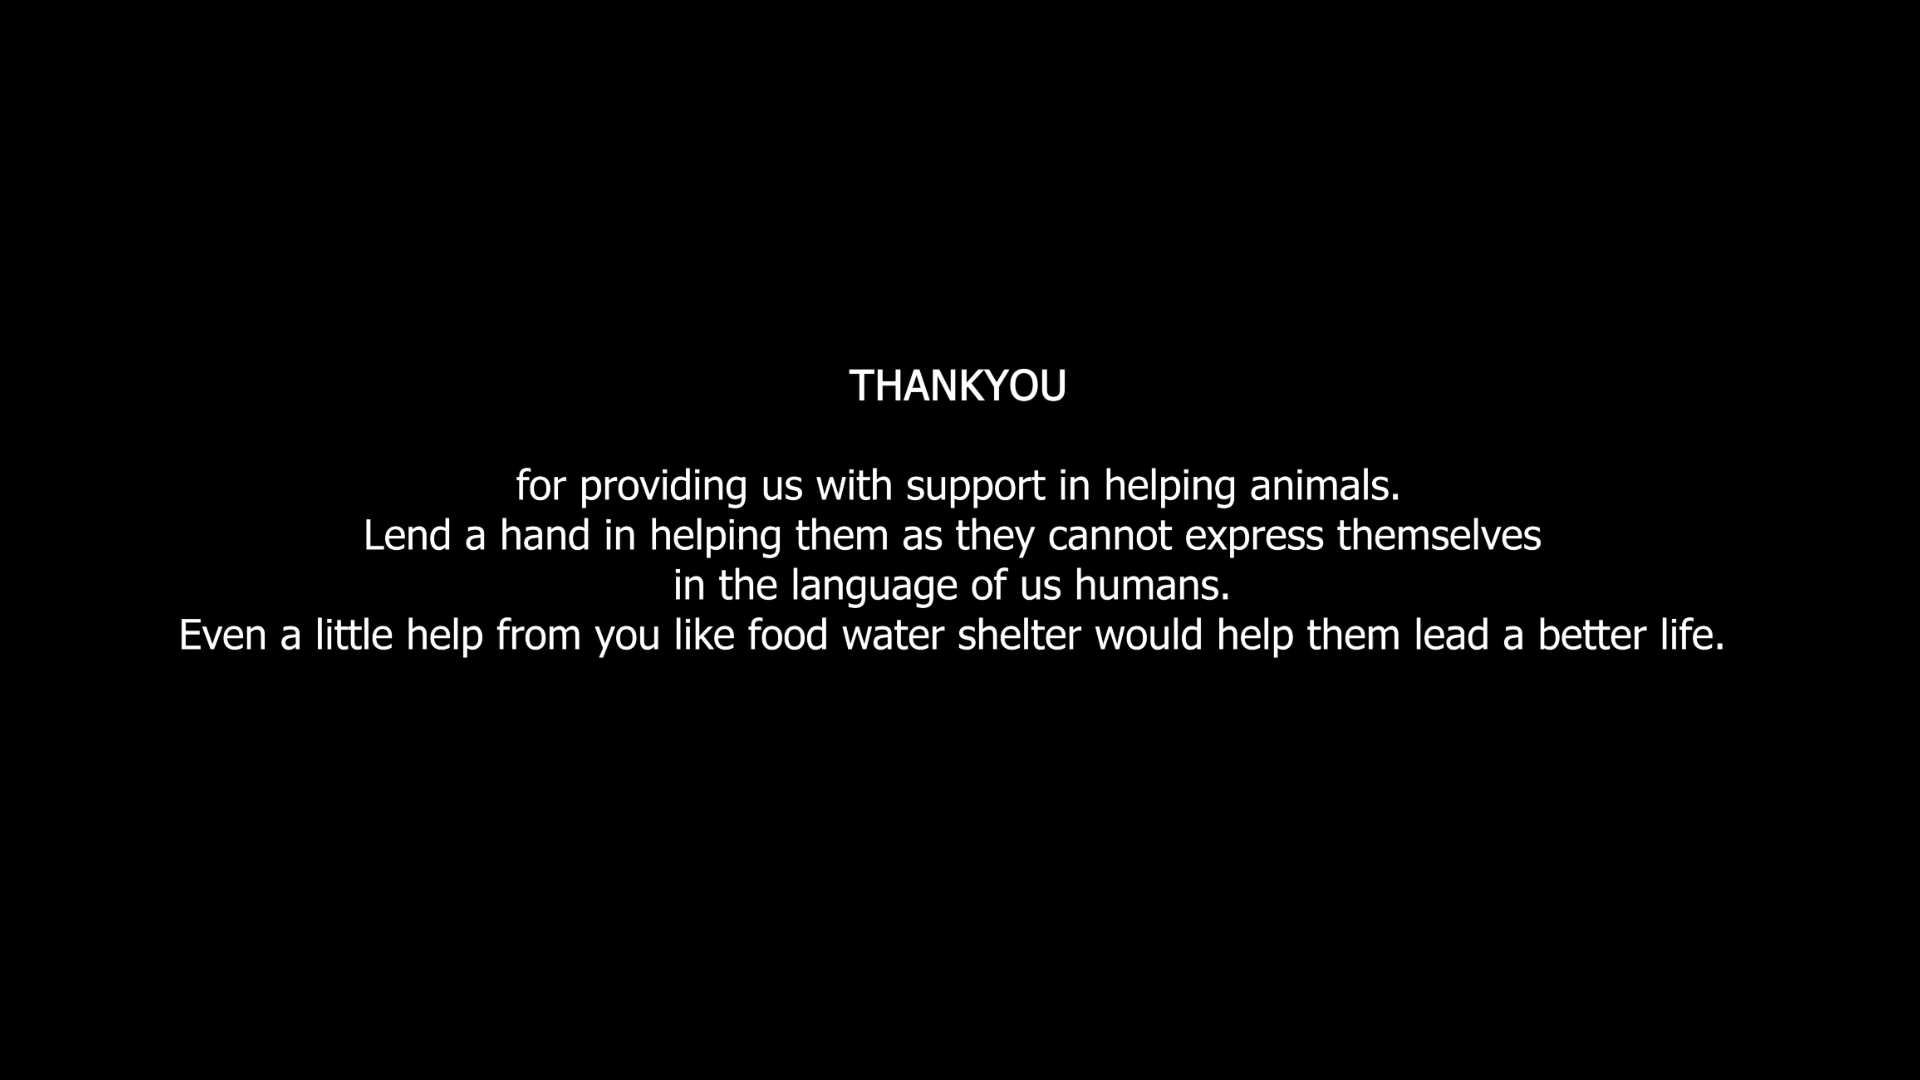 THANKYOU
for providing us with support in helping animals.
Lend a hand in helping them as they cannot express themselves
in the language of us humans.
Even a little help from you like food water shelter would help them lead a better life.